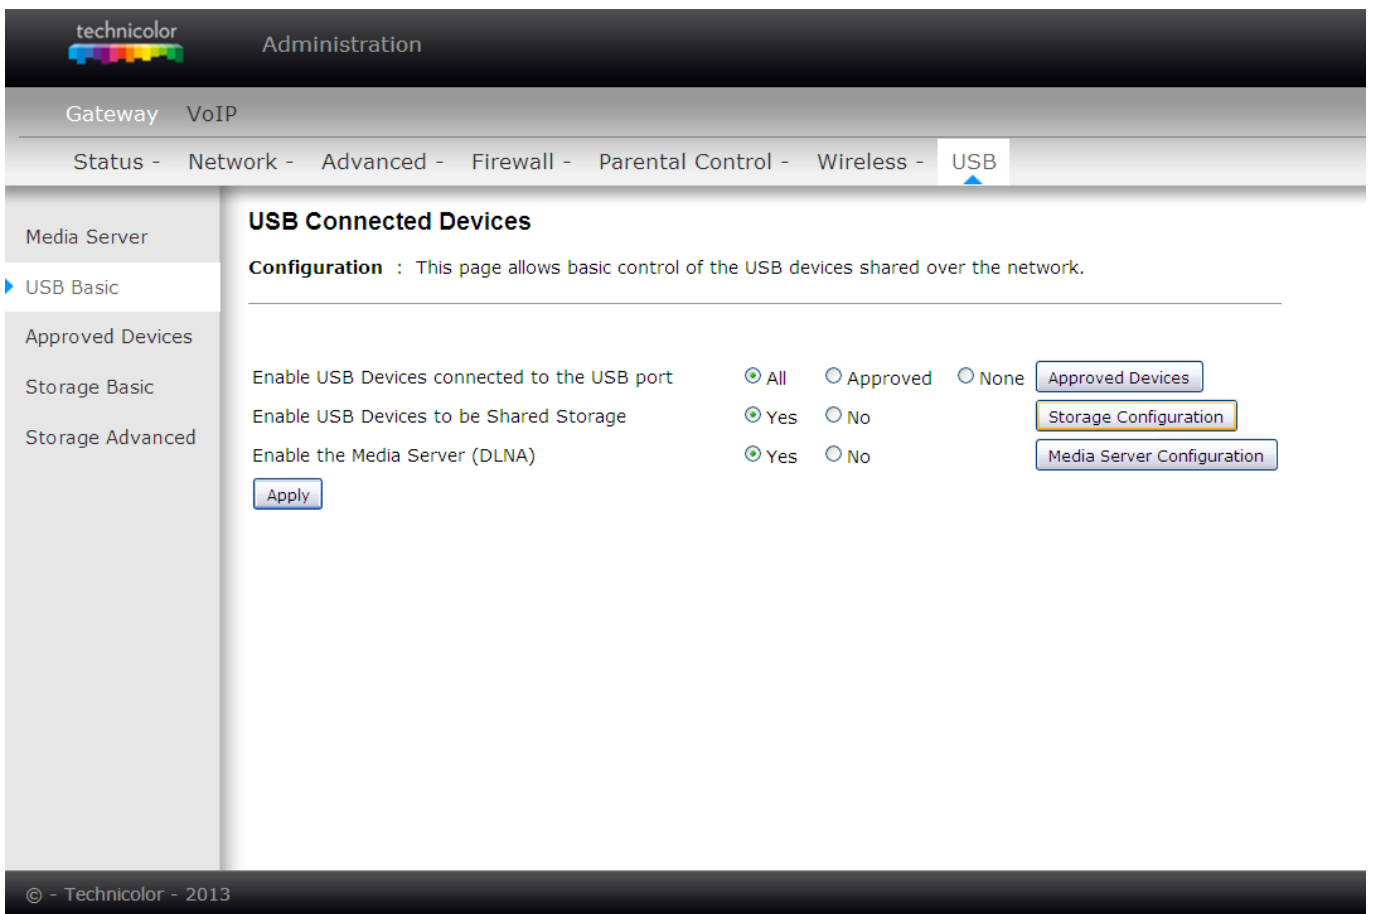 technicolor
Administration
Gateway VoIP
Status - Network - Advanced - Firewall - Parental Control - Wireless - USB
Media Server
USB Basic
Approved Devices
Storage Basic
Storage Advanced
USB Connected Devices
Configuration : This page allows basic control of the USB devices shared over the network.
Enable USB Devices connected to the USB port All Approved None Approved Devices
Enable USB Devices to be Shared Storage Yes No Storage Configuration
Enable the Media Server (DLNA) Yes No Media Server Configuration
Apply
© - Technicolor - 2013